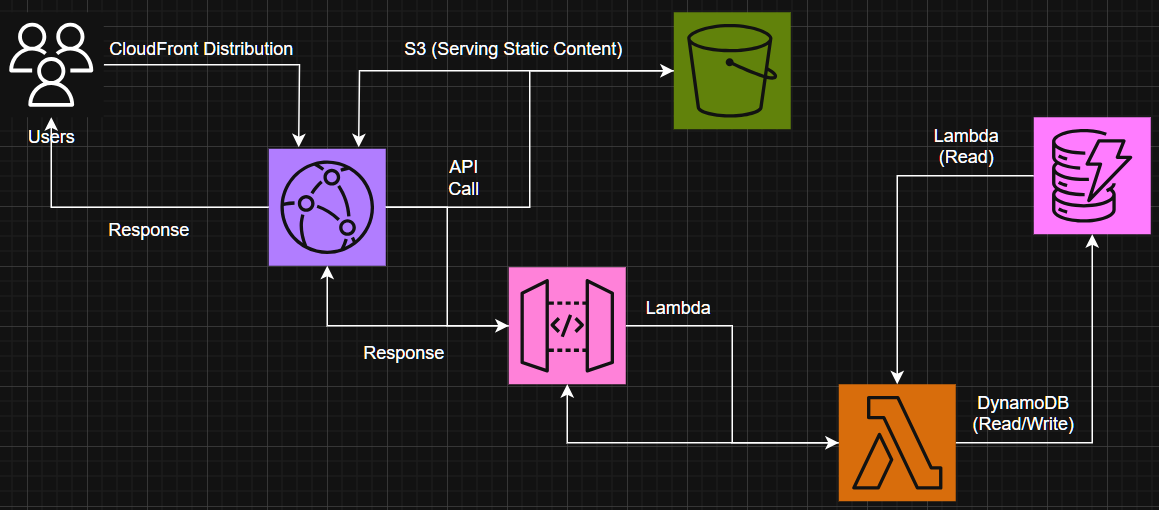 CloudFront Distribution
S3 (Serving Static Content)
Users
Lambda
(Read)
API
Call
Response
Lambda
Response
DynamoDB
(Read/Write)